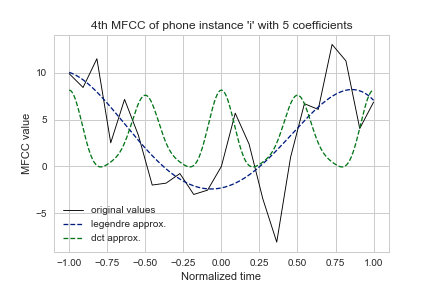 4th MFCC of phone instance 'i' with 5 coefficients
10
5
0
−5
MFCC value
original values
legendre approx.
dct approx.
−1.00 −0.75 −0.50 −0.25 0.00 0.25 0.50 0.75 1.00
Normalized time